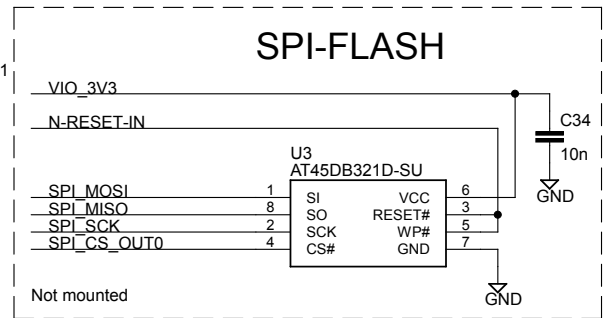 SPI-FLASH
1
VIO_3V3
N-RESET-IN
C34
10n
GND
U3
AT45DB321D-SU
SPI_MOSI 1 SI VCC 6
SPI_MISO 8 SO RESET# 3
SPI_SCK 2 SCK WP# 5
SPI_CS_OUT0 4 CS# GND 7
Not mounted
GND